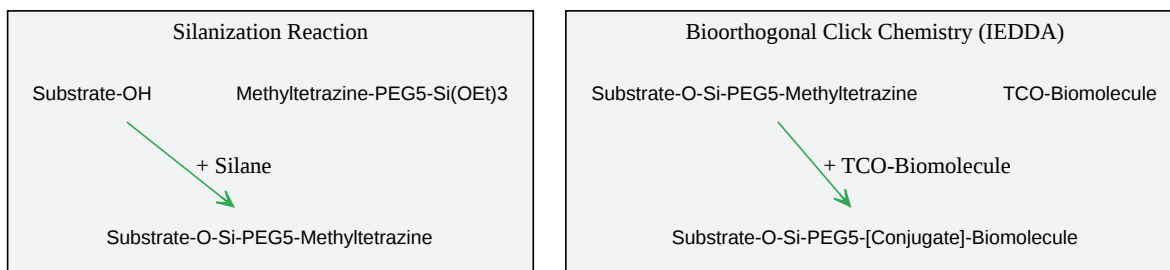 Silanization Reaction
Substrate-OH
Methyltetrazine-PEG5-Si(OEt)3
+ Silane
Substrate-O-Si-PEG5-Methyltetrazine
Bioorthogonal Click Chemistry (IEDDA)
Substrate-O-Si-PEG5-Methyltetrazine
TCO-Biomolecule
+ TCO-Biomolecule
Substrate-O-Si-PEG5-[Conjugate]-Biomolecule